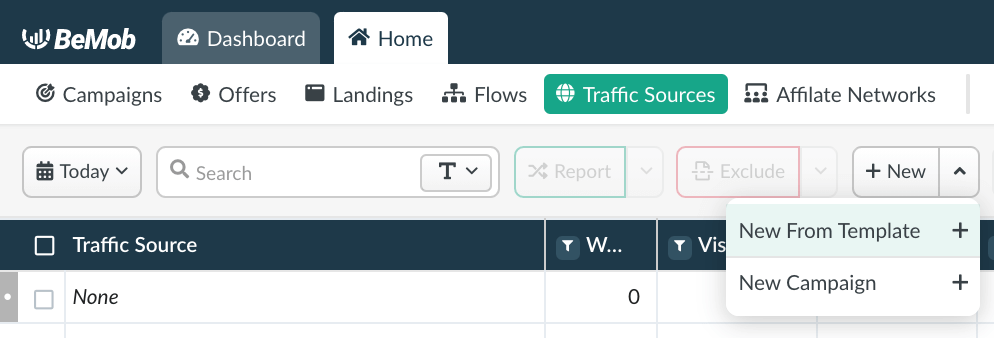 BeMob Dashboard Home
Campaigns Offers Landings Flows Traffic Sources Affilate Networks
Today Search T Report Exclude + New
New From Template +
Traffic Source W... Vis
New Campaign +
None 0